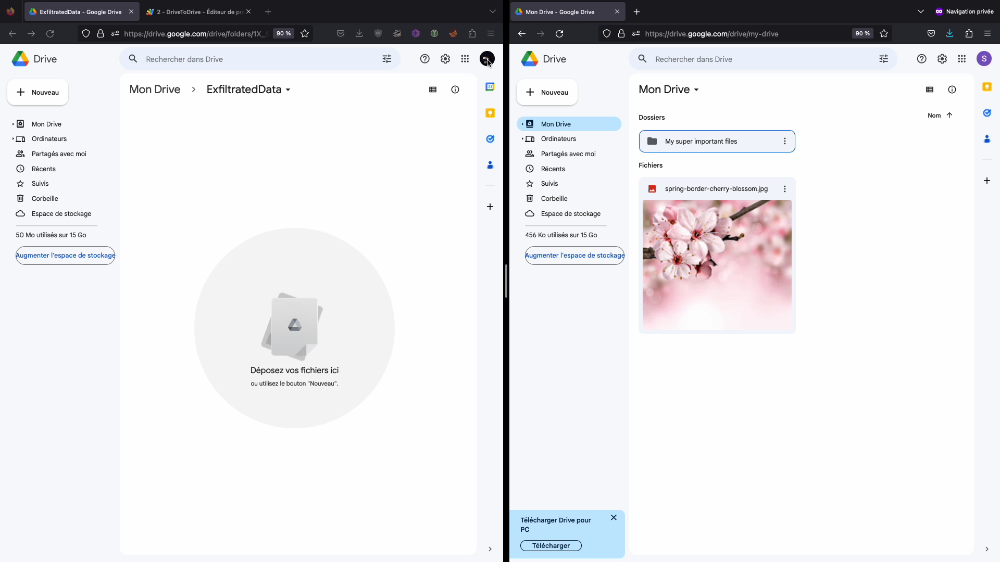 ExfiltratedData - Google Drive
2 - DriveToDrive - Éditeur de pr
https://drive.google.com/drive/folders/1X_S
90 %
Drive
Rechercher dans Drive
Nouveau
Mon Drive
Ordinateurs
Partagés avec moi
Récents
Suivis
Corbeille
Espace de stockage
50 Mo utilisés sur 15 Go
Augmenter l'espace de stockage
Mon Drive
ExfiltratedData
31
Déposez vos fichiers ici
ou utilisez le bouton "Nouveau".
Mon Drive - Google Drive
Navigation privée
https://drive.google.com/drive/my-drive
90 %
Drive
Rechercher dans Drive
S
Nouveau
Mon Drive
Ordinateurs
Partagés avec moi
Récents
Suivis
Corbeille
Espace de stockage
456 Ko utilisés sur 15 Go
Augmenter l'espace de stockage
Mon Drive
Dossiers
Nom
My super important files
Fichiers
spring-border-cherry-blossom.jpg
Télécharger Drive pour
PC
Télécharger